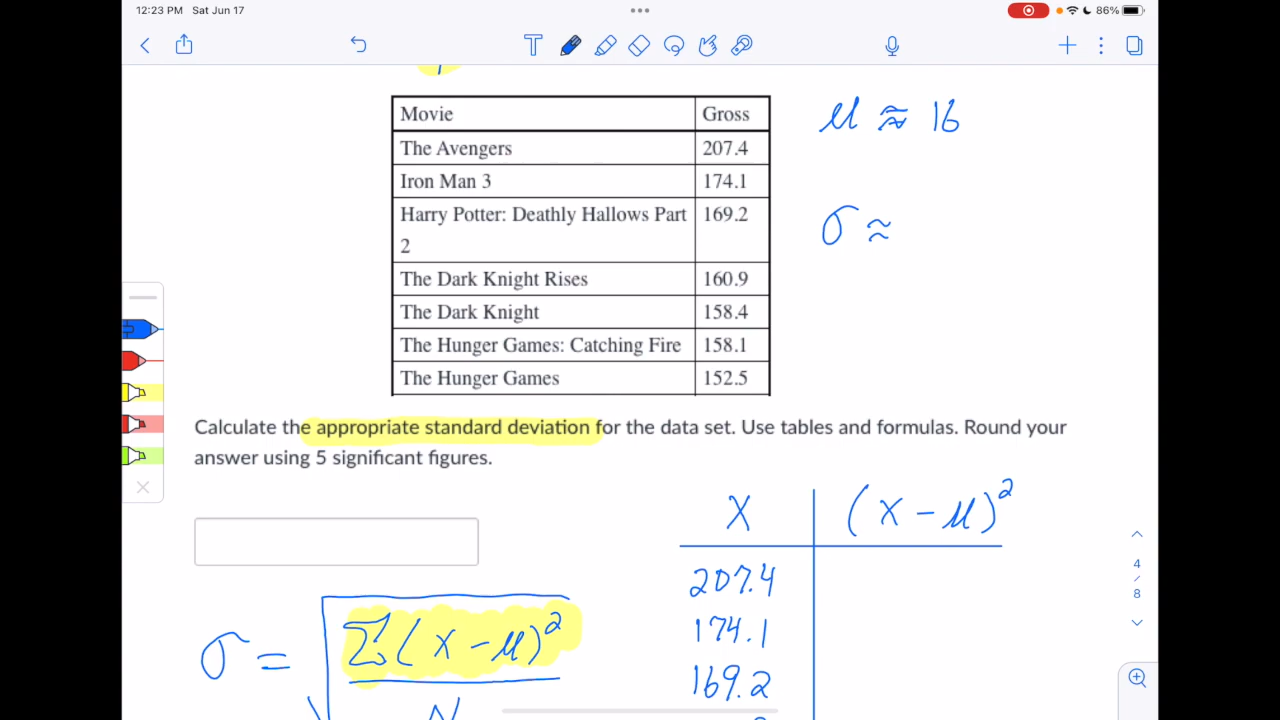 12:23 PM Sat Jun 17
86%
T
Movie Gross
The Avengers 207.4
Iron Man 3 174.1
Harry Potter: Deathly Hallows Part 169.2
2
The Dark Knight Rises 160.9
The Dark Knight 158.4
The Hunger Games: Catching Fire 158.1
The Hunger Games 152.5
μ ≈ 16
σ ≈
Calculate the appropriate standard deviation for the data set. Use tables and formulas. Round your
answer using 5 significant figures.
σ = √ Σ(x-μ)²
N
X (x-μ)²
207.4
174.1
169.2
4
/
8